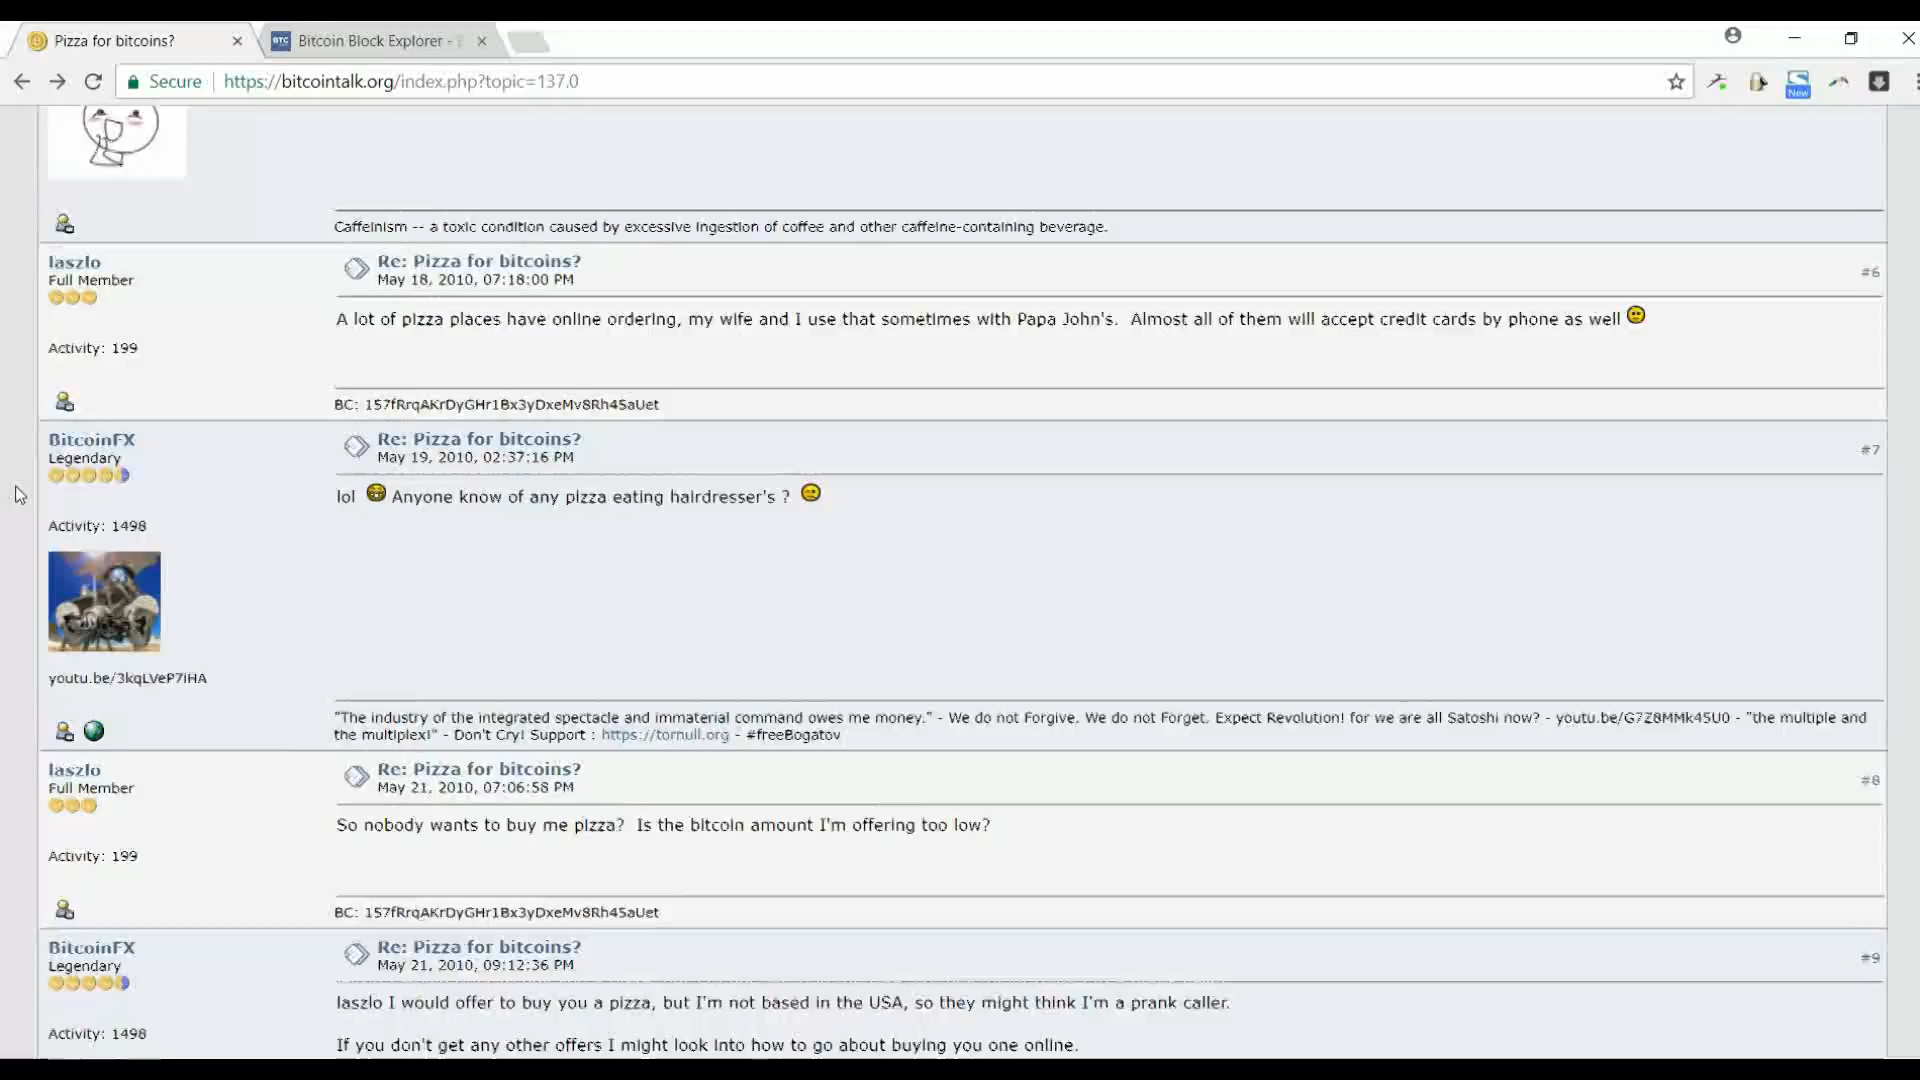 Pizza for bitcoins?
Bitcoin Block Explorer -
Secure
https://bitcointalk.org/index.php?topic=137.0
New
Caffeinism -- a toxic condition caused by excessive ingestion of coffee and other caffeine-containing beverage.
laszlo
Full Member
Activity: 199
Re: Pizza for bitcoins?
May 18, 2010, 07:18:00 PM
#6
A lot of pizza places have online ordering, my wife and I use that sometimes with Papa John's.  Almost all of them will accept credit cards by phone as well
BC: 157fRrqAKrDyGHr1Bx3yDxeMv8Rh45aUet
BitcoinFX
Legendary
Activity: 1498
youtu.be/3kqLVeP7iHA
Re: Pizza for bitcoins?
May 19, 2010, 02:37:16 PM
#7
lol Anyone know of any pizza eating hairdresser's ?
"The industry of the integrated spectacle and immaterial command owes me money." - We do not Forgive. We do not Forget. Expect Revolution! for we are all Satoshi now? - youtu.be/G7Z8MMk45U0 - "the multiple and
the multiplex!" - Don't Cry! Support : https://tornull.org - #freeBogatov
laszlo
Full Member
Activity: 199
Re: Pizza for bitcoins?
May 21, 2010, 07:06:58 PM
#8
So nobody wants to buy me pizza?  Is the bitcoin amount I'm offering too low?
BC: 157fRrqAKrDyGHr1Bx3yDxeMv8Rh45aUet
BitcoinFX
Legendary
Activity: 1498
Re: Pizza for bitcoins?
May 21, 2010, 09:12:36 PM
#9
laszlo I would offer to buy you a pizza, but I'm not based in the USA, so they might think I'm a prank caller.
If you don't get any other offers I might look into how to go about buying you one online.